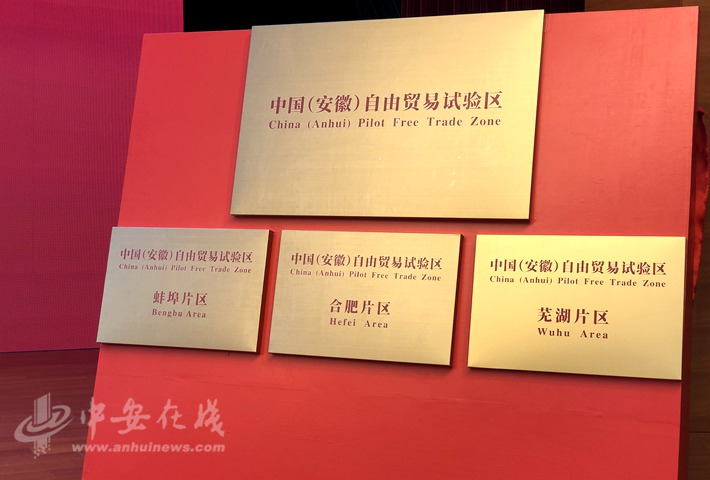 中国（安徽）自由贸易试验区
China (Anhui) Pilot Free Trade Zone
中国（安徽）自由贸易试验区
China (Anhui) Pilot Free Trade Zone
蚌埠片区
Bengbu Area
中国（安徽）自由贸易试验区
China (Anhui) Pilot Free Trade Zone
合肥片区
Hefei Area
中国（安徽）自由贸易试验区
China (Anhui) Pilot Free Trade Zone
芜湖片区
Wuhu Area
中安在线
www.anhuinews.com